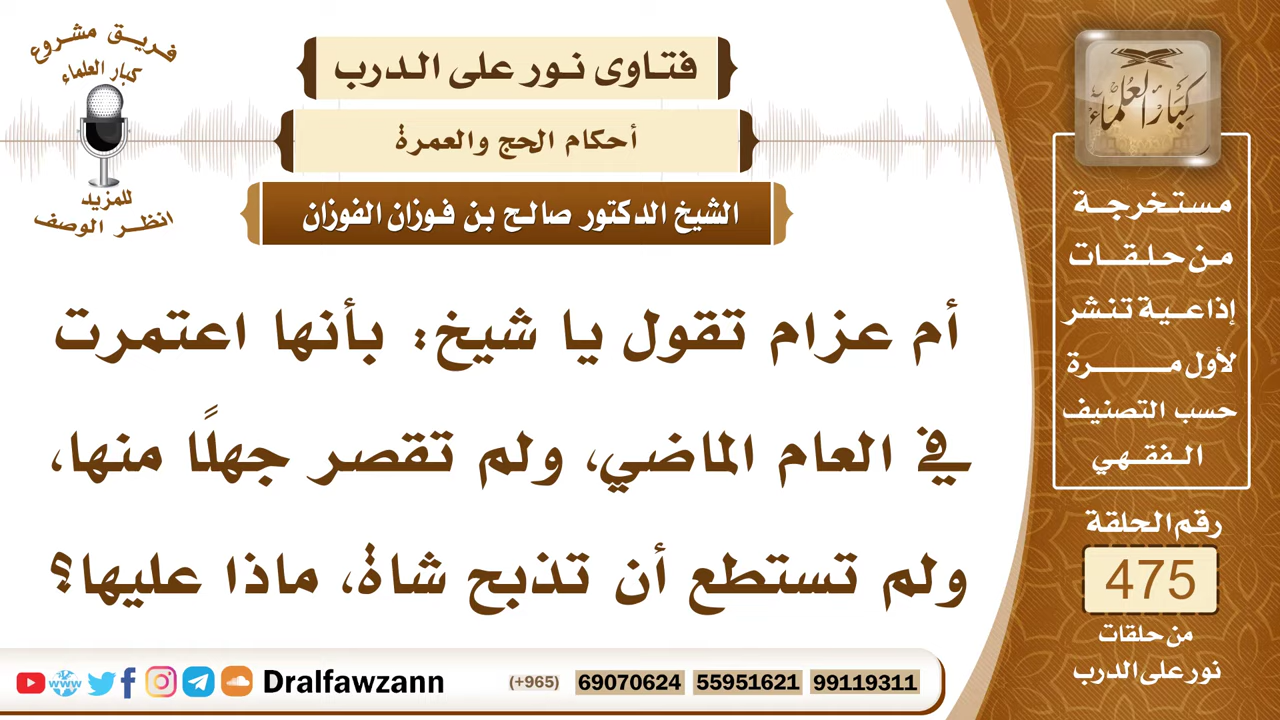 فريق مشروع
كبار العلماء
للمزيد
انظر الوصف
فتاوى نور على الدرب
أحكام الحج والعمرة
الشيخ الدكتور صالح بن فوزان الفوزان
أم عزام تقول يا شيخ: بأنها اعتمرت
في العام الماضي، ولم تقصر جهلًا منها،
ولم تستطع أن تذبح شاة، ماذا عليها؟
كبار العلماء
مستخرجة
من حلقات
إذاعية تنشر
لأول مرة
حسب التصنيف
الفقهي
رقم الحلقة
475
من حلقات
نور على الدرب
www
Dralfawzann (+965) 69070624 55951621 99119311